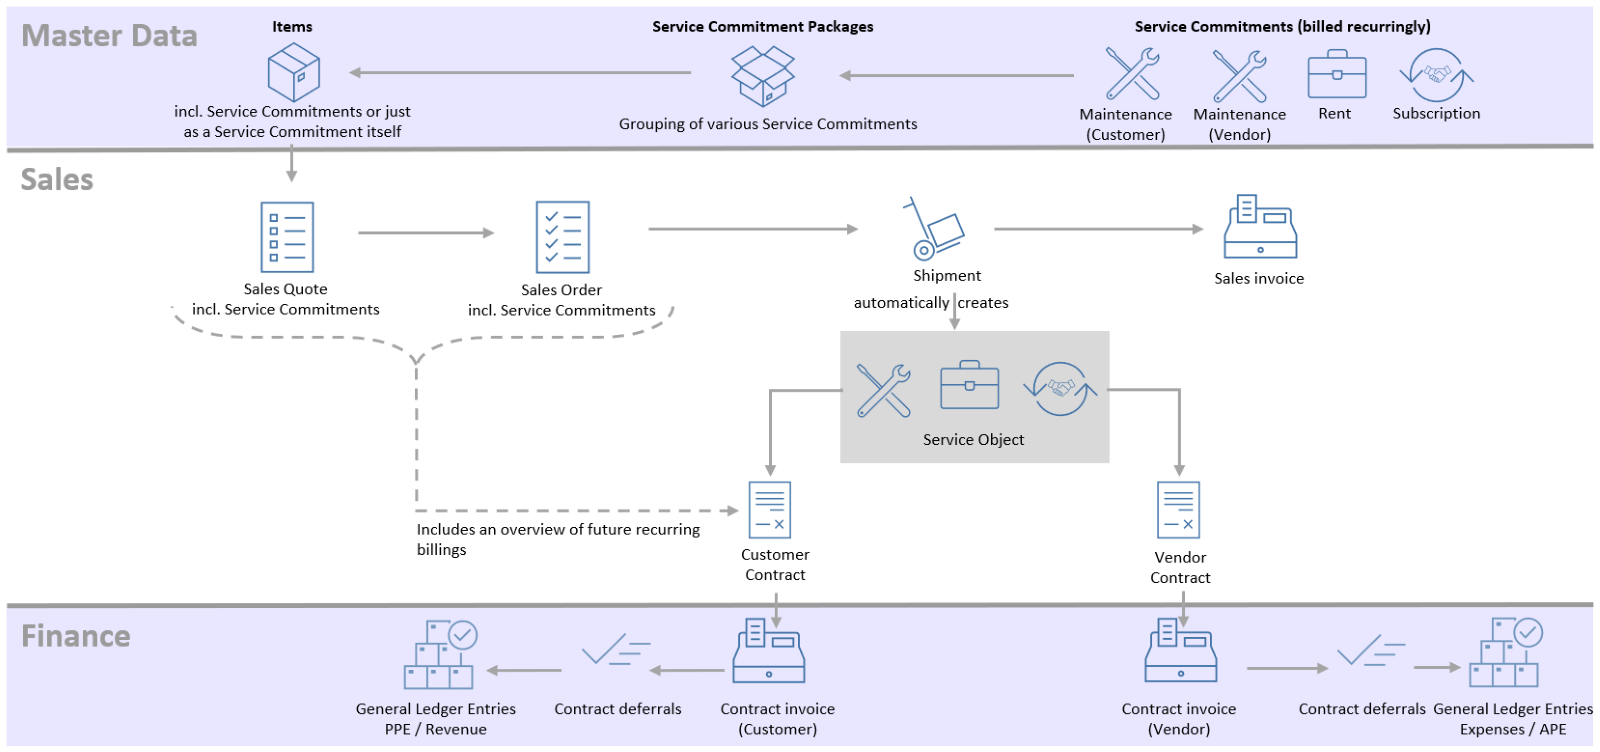 Master Data
Items
incl. Service Commitments or just
as a Service Commitment itself
Service Commitment Packages
Grouping of various Service Commitments
Service Commitments (billed recurringly)
Maintenance
(Customer)
Maintenance
(Vendor)
Rent
Subscription
Sales
Sales Quote
incl. Service Commitments
Sales Order
incl. Service Commitments
Shipment
automatically creates
Sales invoice
Service Object
Includes an overview of future recurring
billings
Customer
Contract
Vendor
Contract
Finance
General Ledger Entries
PPE / Revenue
Contract deferrals
Contract invoice
(Customer)
Contract invoice
(Vendor)
Contract deferrals
General Ledger Entries
Expenses / APE